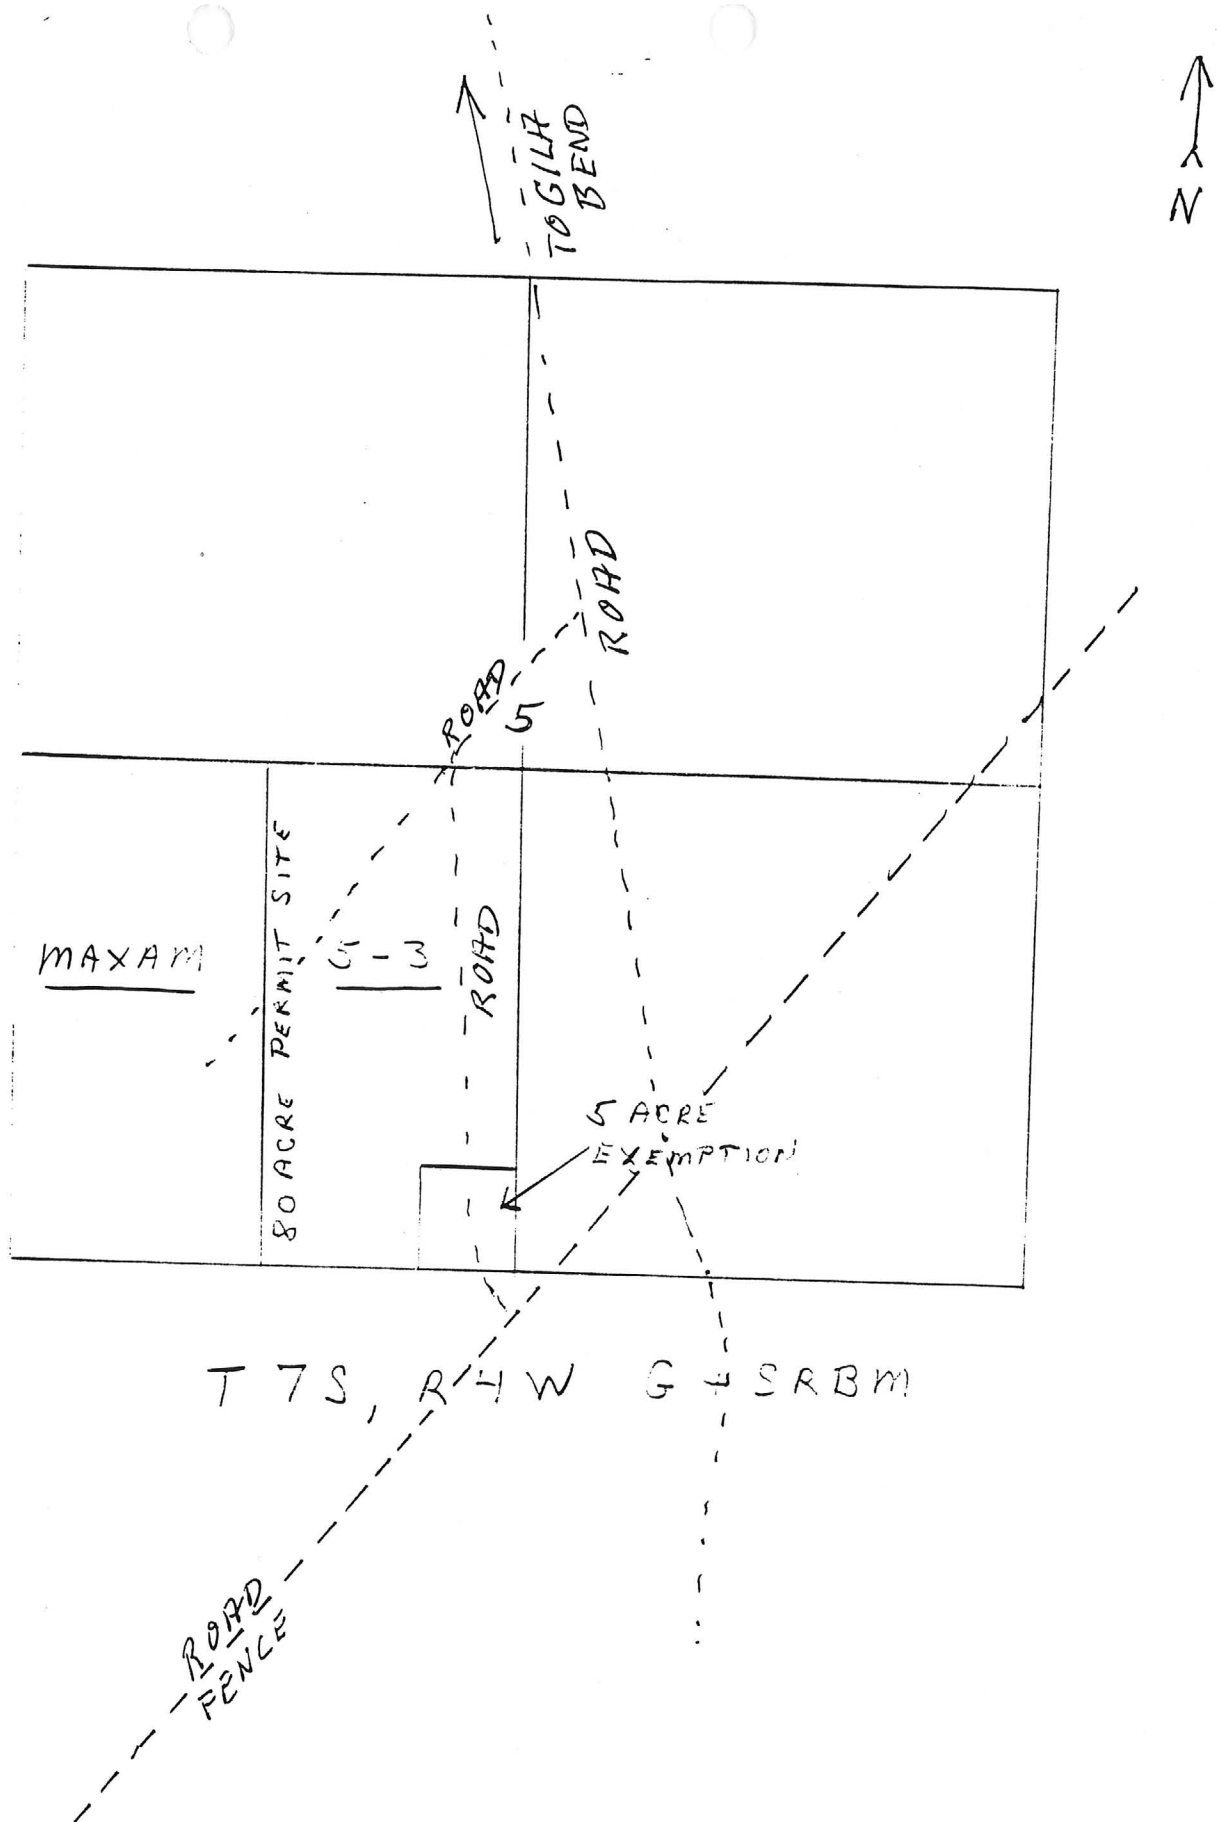 TO GILA
BEND
N
ROAD
ROAD
5
80 ACRE PERMIT SITE
MAXAM
5-3
ROAD
5 ACRE
EXEMPTION
T 7S, R4W G+SRBM
ROAD
FENCE